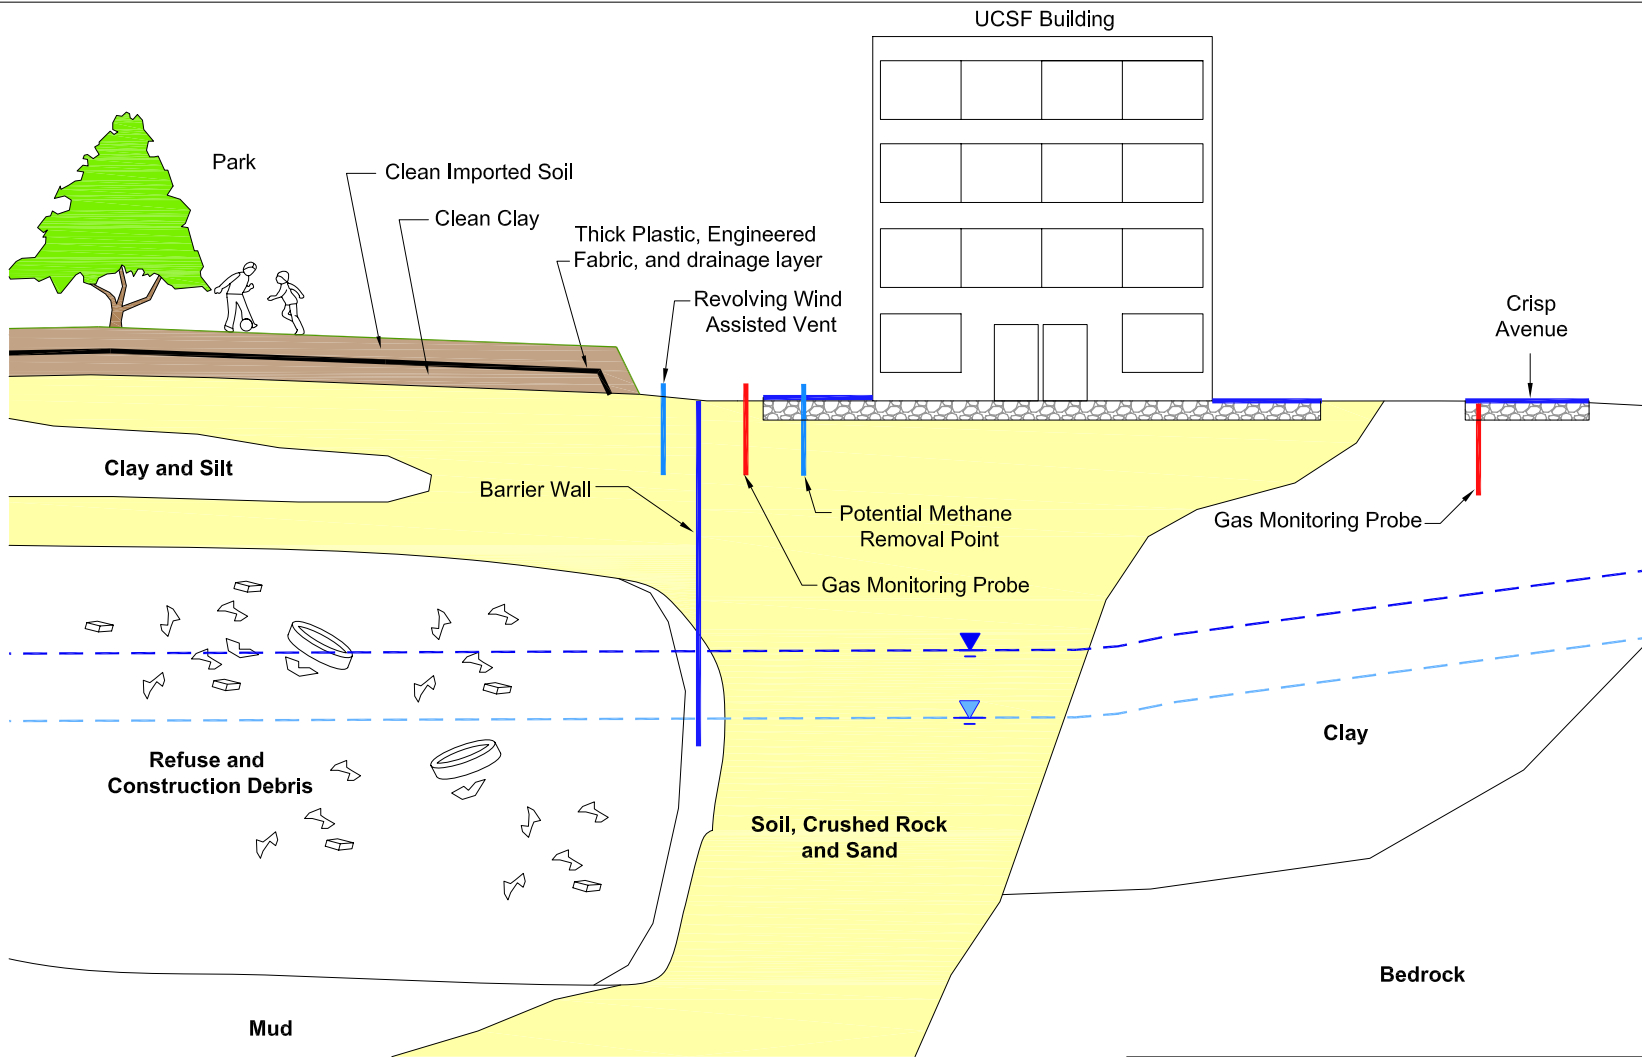 UCSF Building
Park
Clean Imported Soil
Clean Clay
Thick Plastic, Engineered
Fabric, and drainage layer
Revolving Wind
Assisted Vent
Crisp
Avenue
Clay and Silt
Barrier Wall
Potential Methane
Removal Point
Gas Monitoring Probe
Gas Monitoring Probe
Refuse and
Construction Debris
Clay
Soil, Crushed Rock
and Sand
Bedrock
Mud